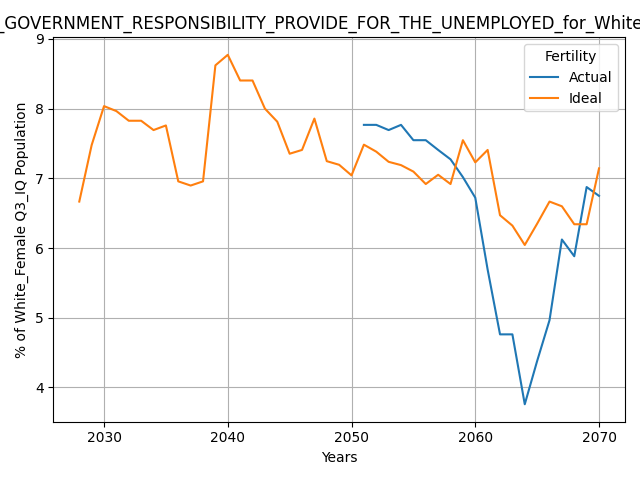 _GOVERNMENT_RESPONSIBILITY_PROVIDE_FOR_THE_UNEMPLOYED_for_White
% of White_Female Q3_IQ Population
9
8
7
6
5
4
Fertility
Actual
Ideal
2030 2040 2050 2060 2070
Years